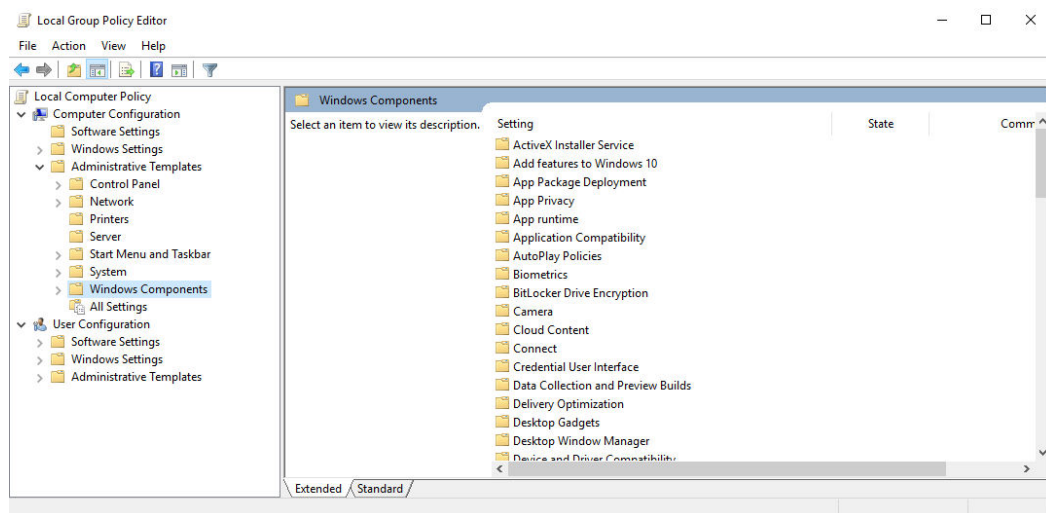 Local Group Policy Editor
File Action View Help
Local Computer Policy
Computer Configuration
Software Settings
Windows Settings
Administrative Templates
Control Panel
Network
Printers
Server
Start Menu and Taskbar
System
Windows Components
All Settings
User Configuration
Software Settings
Windows Settings
Administrative Templates
Windows Components
Select an item to view its description.
Setting State Comm
ActiveX Installer Service
Add features to Windows 10
App Package Deployment
App Privacy
App runtime
Application Compatibility
AutoPlay Policies
Biometrics
BitLocker Drive Encryption
Camera
Cloud Content
Connect
Credential User Interface
Data Collection and Preview Builds
Delivery Optimization
Desktop Gadgets
Desktop Window Manager
Device and Driver Compatibility
Extended Standard